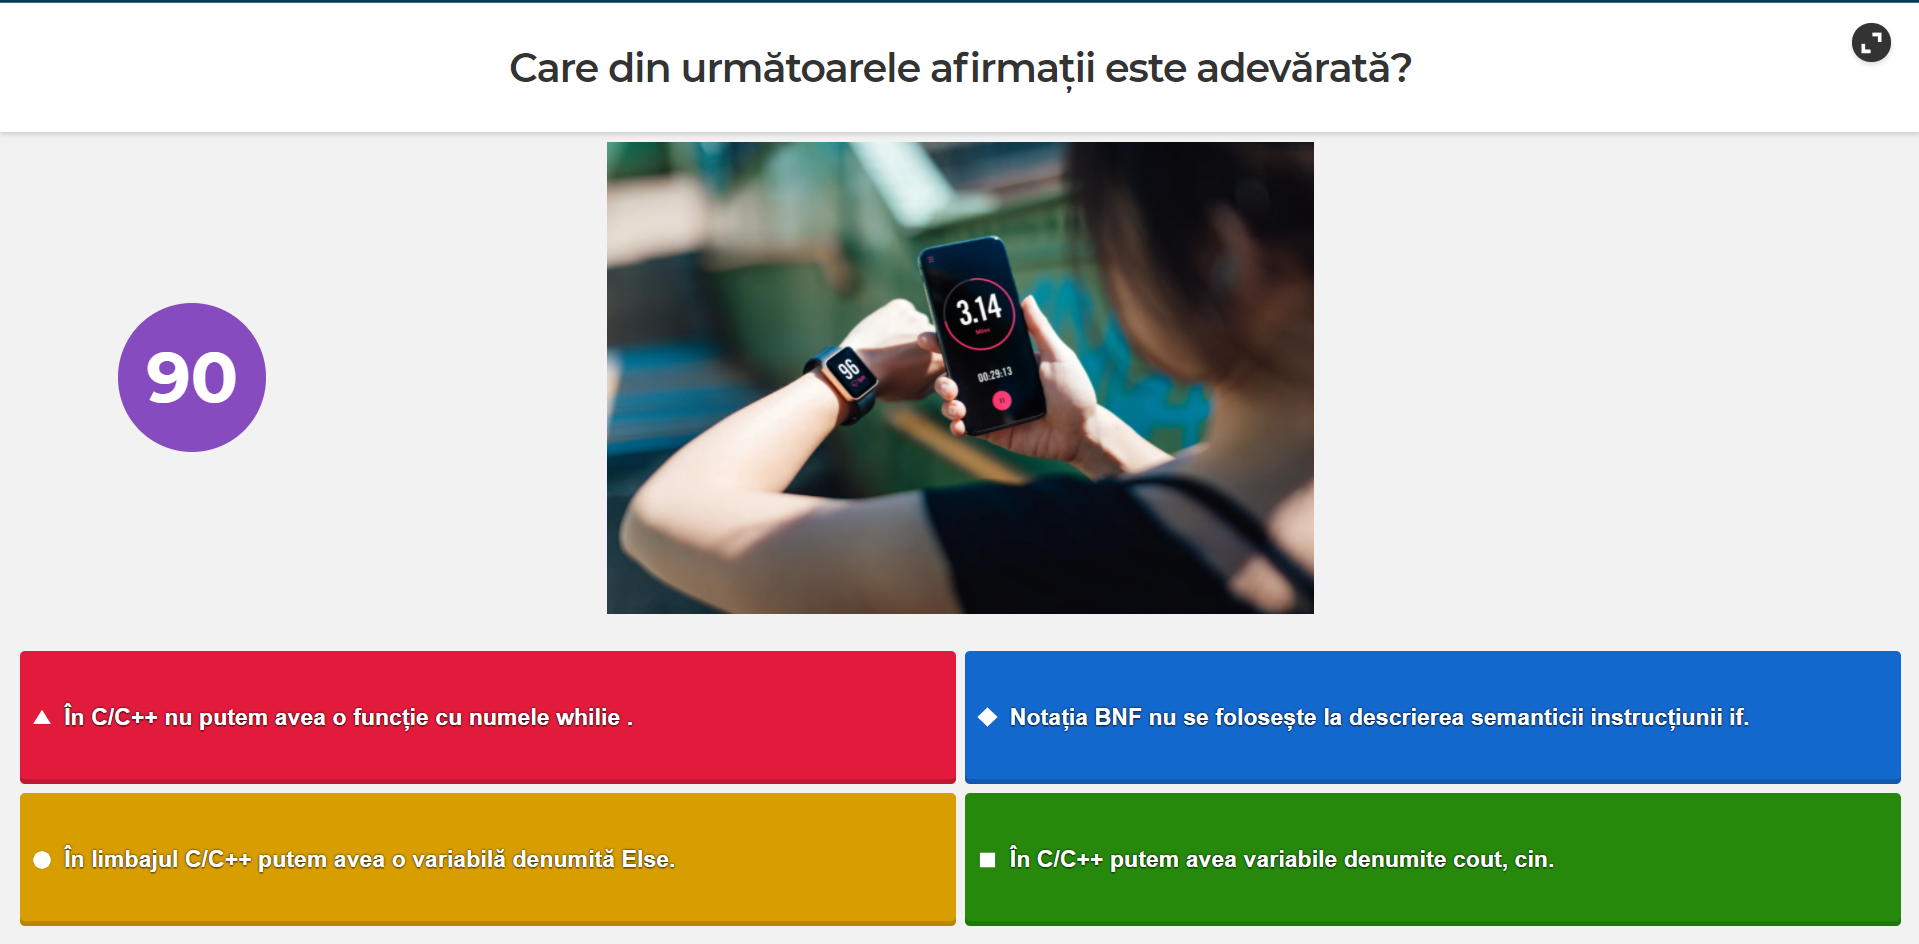 Care din următoarele afirmații este adevărată?
90
96
3.14
Miles
00:29:13
În C/C++ nu putem avea o funcție cu numele whilie .
Notația BNF nu se folosește la descrierea semanticii instrucțiunii if.
În limbajul C/C++ putem avea o variabilă denumită Else.
În C/C++ putem avea variabile denumite cout, cin.